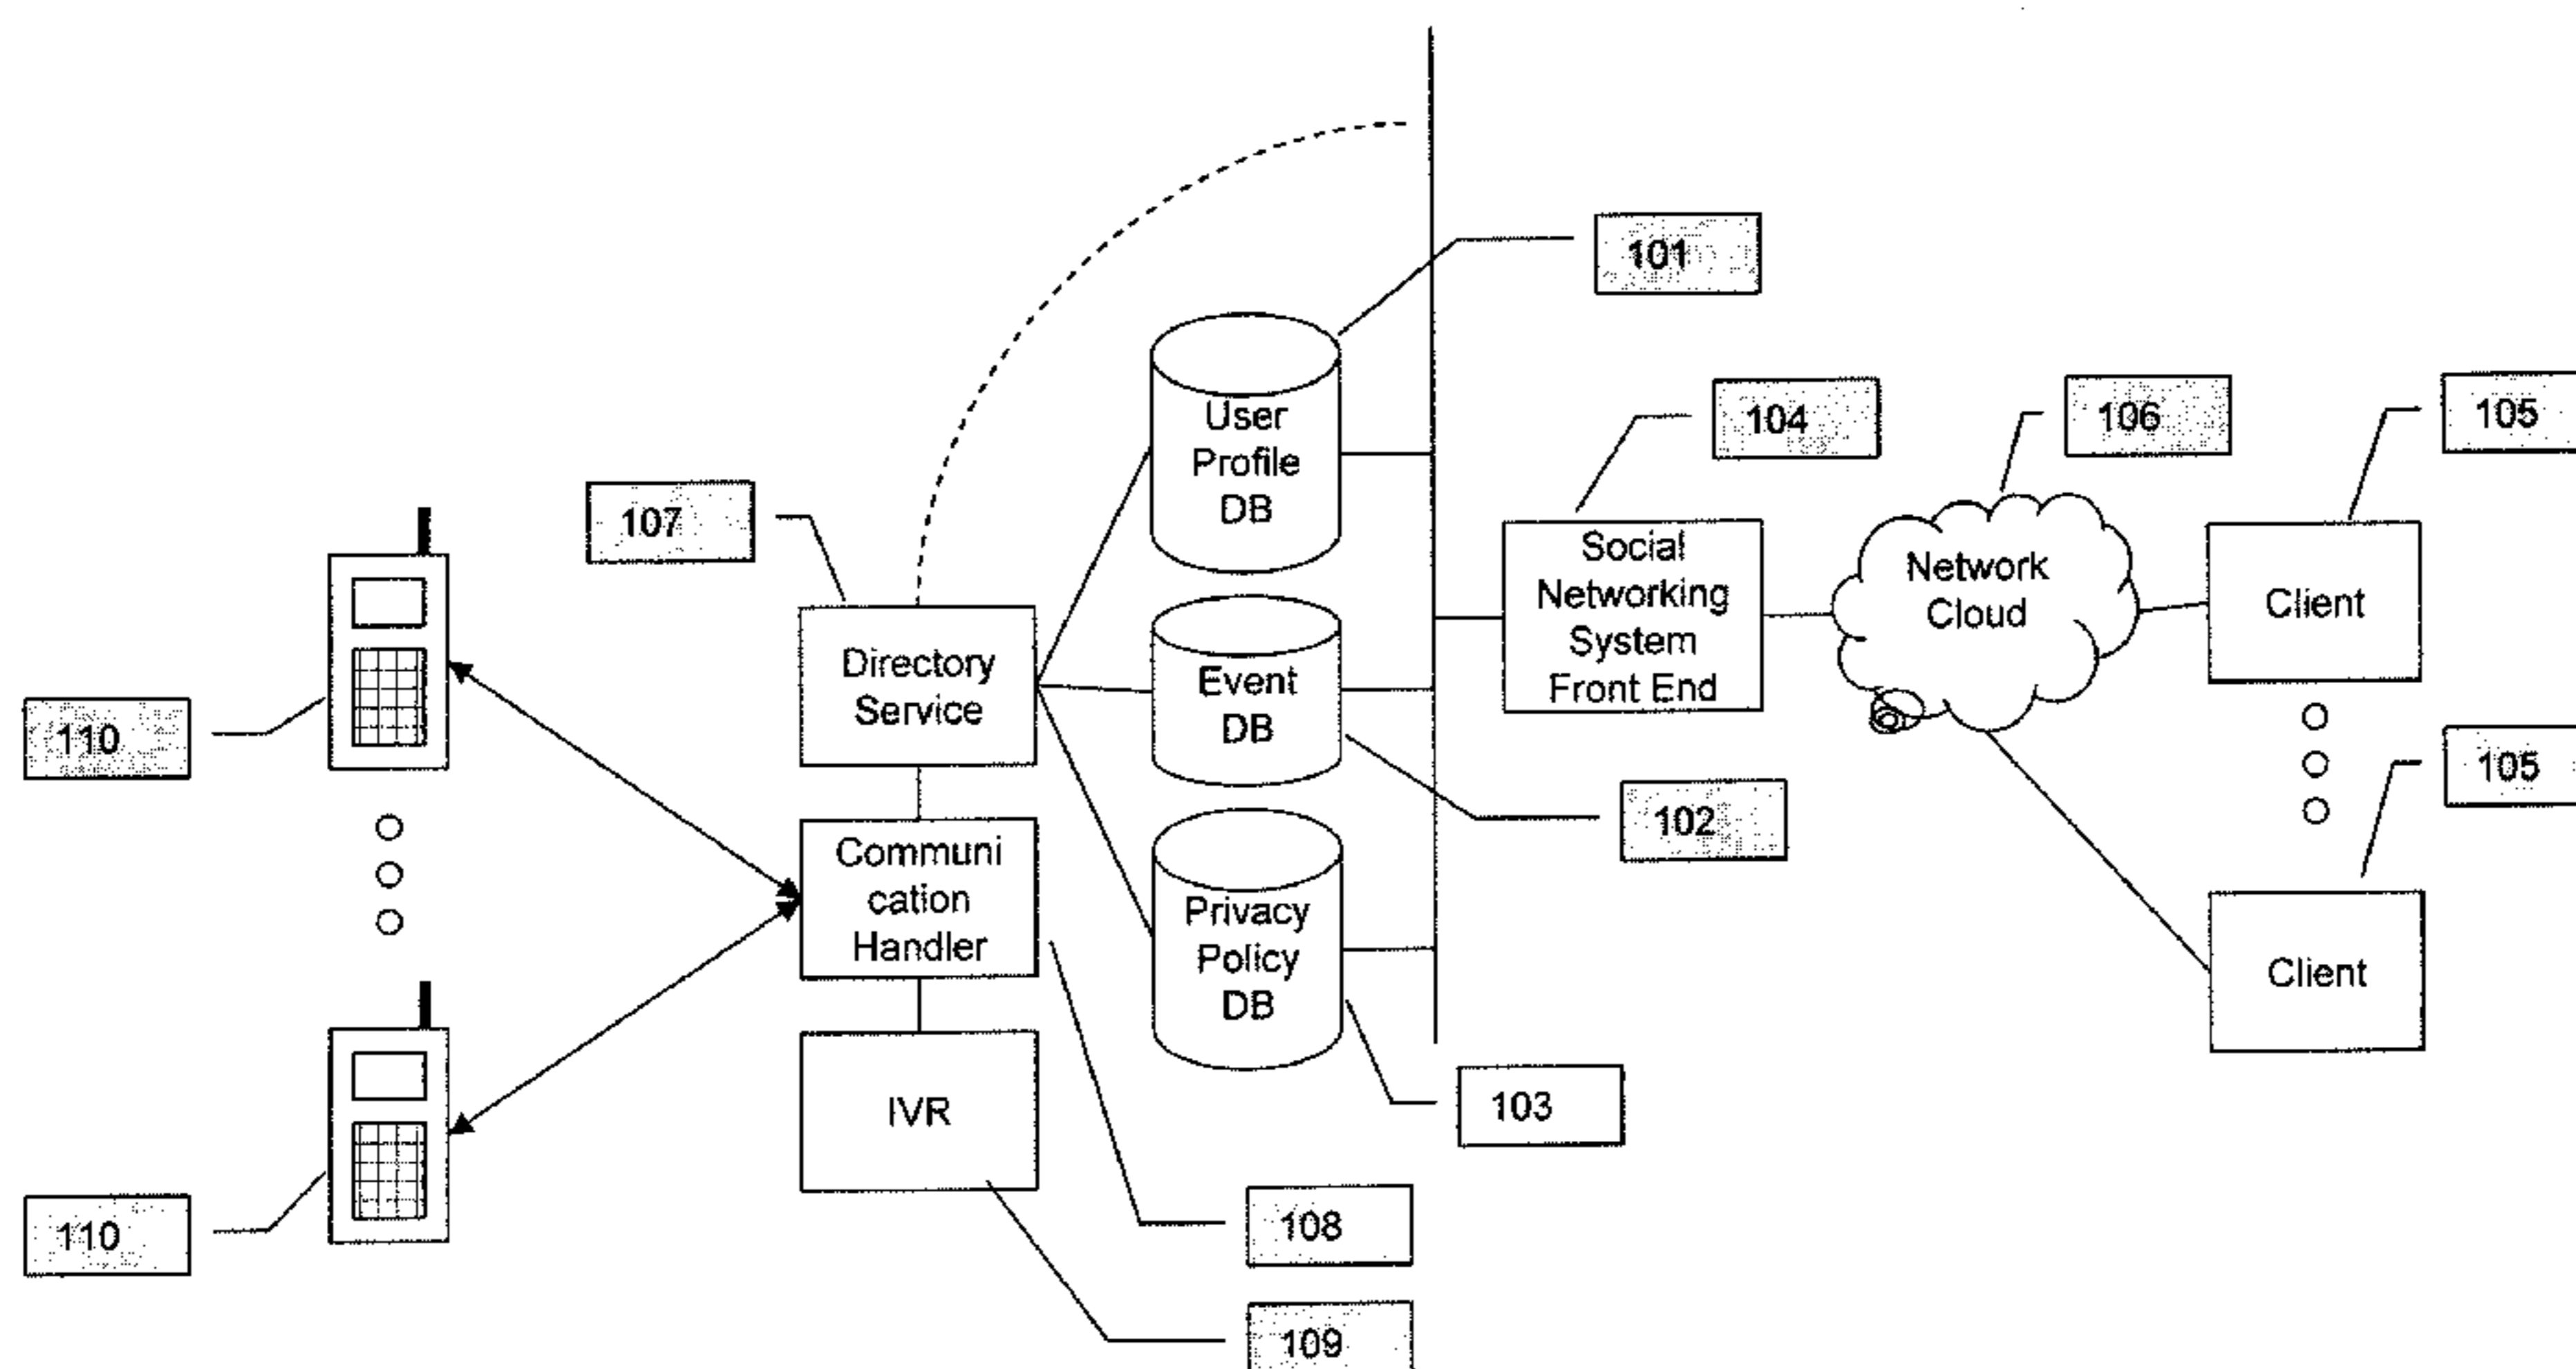 101
User
Profile
DB
104
106
105
107
Social
Networking
System
Front End
Network
Cloud
Client
Directory
Service
Event
DB
110
105
102
Communi
cation
Handler
Privacy
Policy
DB
Client
IVR
103
110
108
109